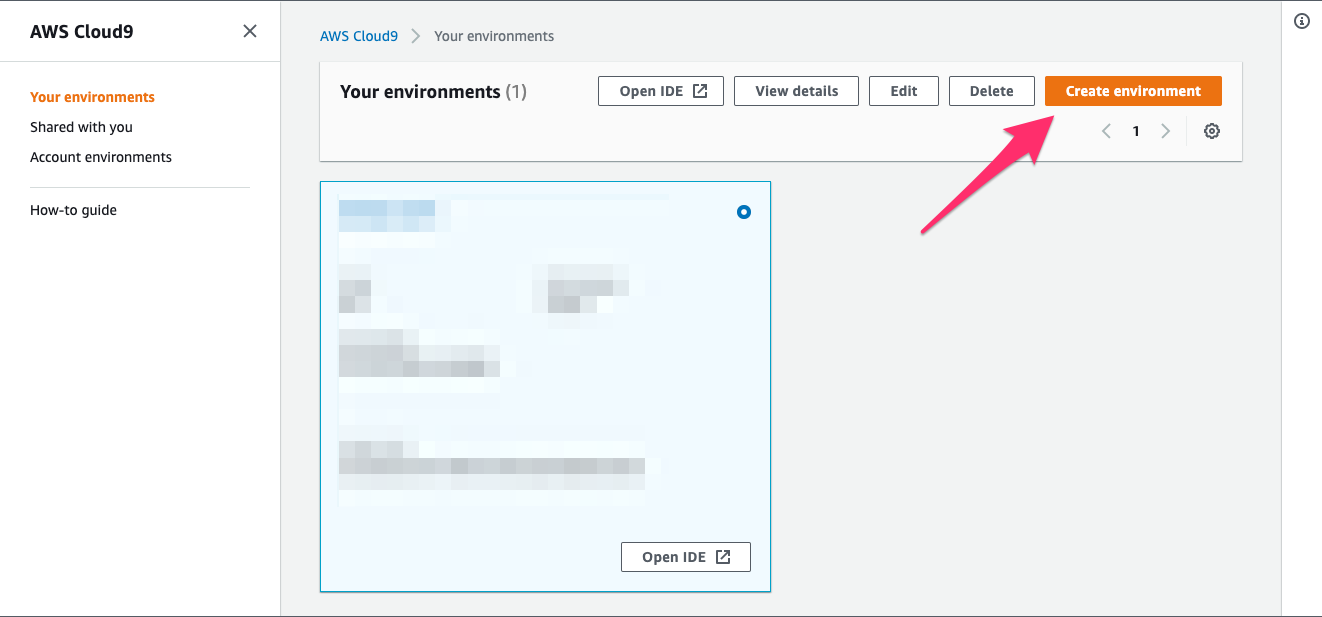 AWS Cloud9
Your environments
Shared with you
Account environments
How-to guide
AWS Cloud9 > Your environments
Your environments (1)
Open IDE
View details
Edit
Delete
Create environment
1
Open IDE